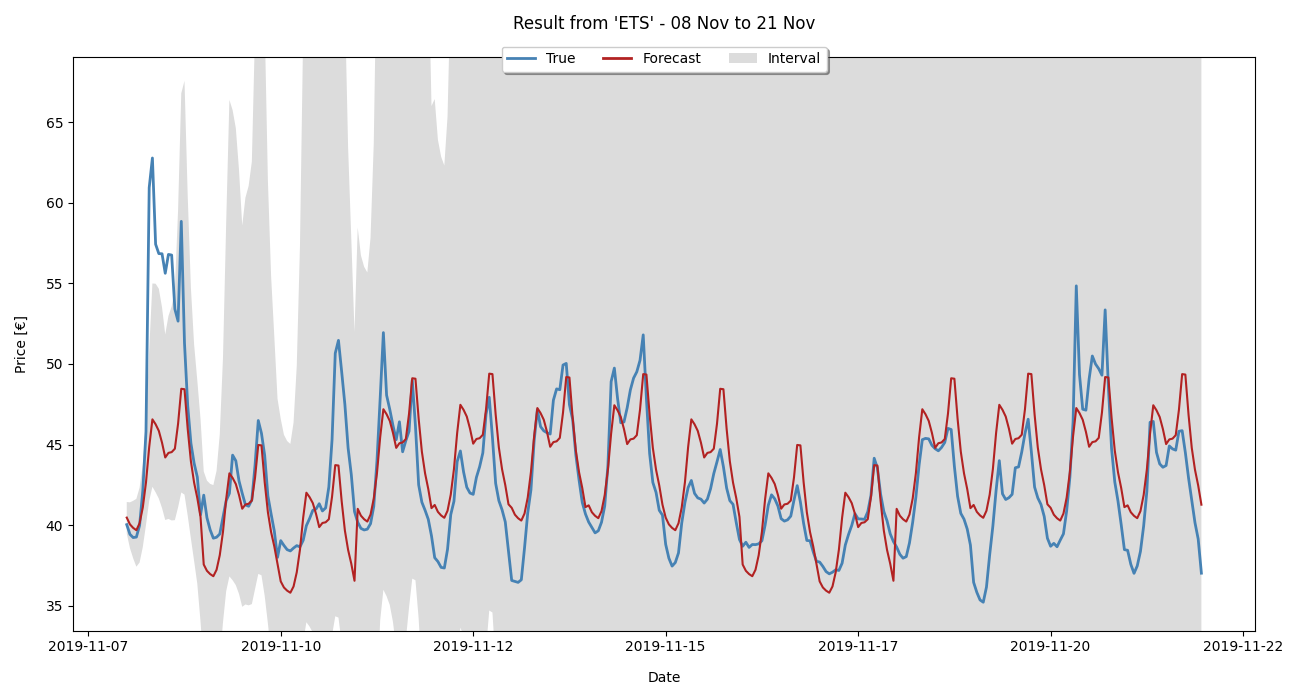 Result from 'ETS' - 08 Nov to 21 Nov
True
Forecast
Interval
Price [€]
65
60
55
50
45
40
35
2019-11-07
2019-11-10
2019-11-12
2019-11-15
2019-11-17
2019-11-20
2019-11-22
Date